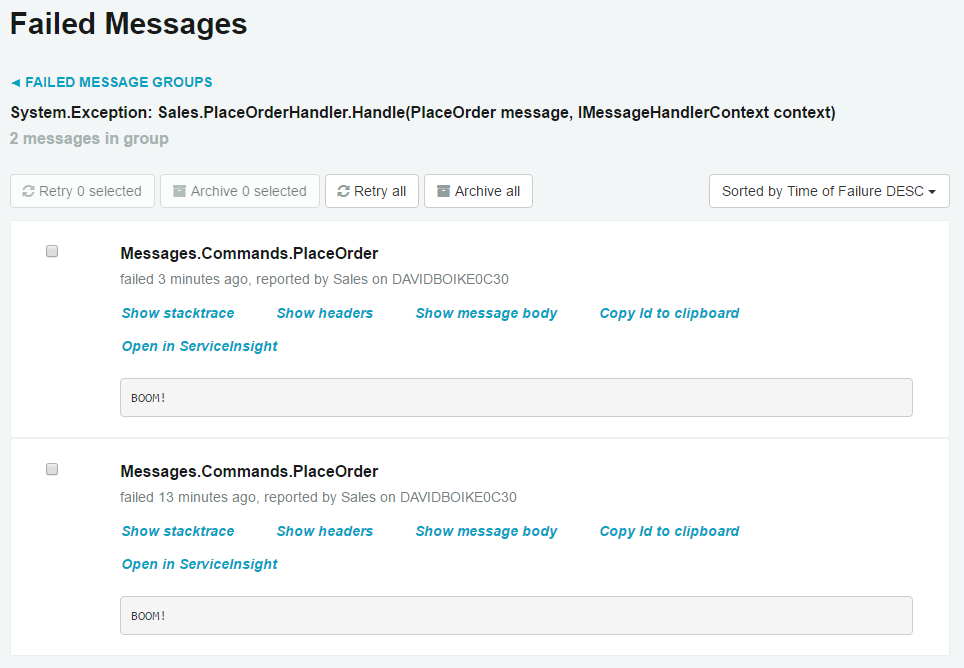 Failed Messages
◄ FAILED MESSAGE GROUPS
System.Exception: Sales.PlaceOrderHandler.Handle(PlaceOrder message, IMessageHandlerContext context)
2 messages in group
Retry 0 selected Archive 0 selected Retry all Archive all Sorted by Time of Failure DESC
Messages.Commands.PlaceOrder
failed 3 minutes ago, reported by Sales on DAVIDBOIKE0C30
Show stacktrace Show headers Show message body Copy Id to clipboard
Open in ServiceInsight
BOOM!
Messages.Commands.PlaceOrder
failed 13 minutes ago, reported by Sales on DAVIDBOIKE0C30
Show stacktrace Show headers Show message body Copy Id to clipboard
Open in ServiceInsight
BOOM!